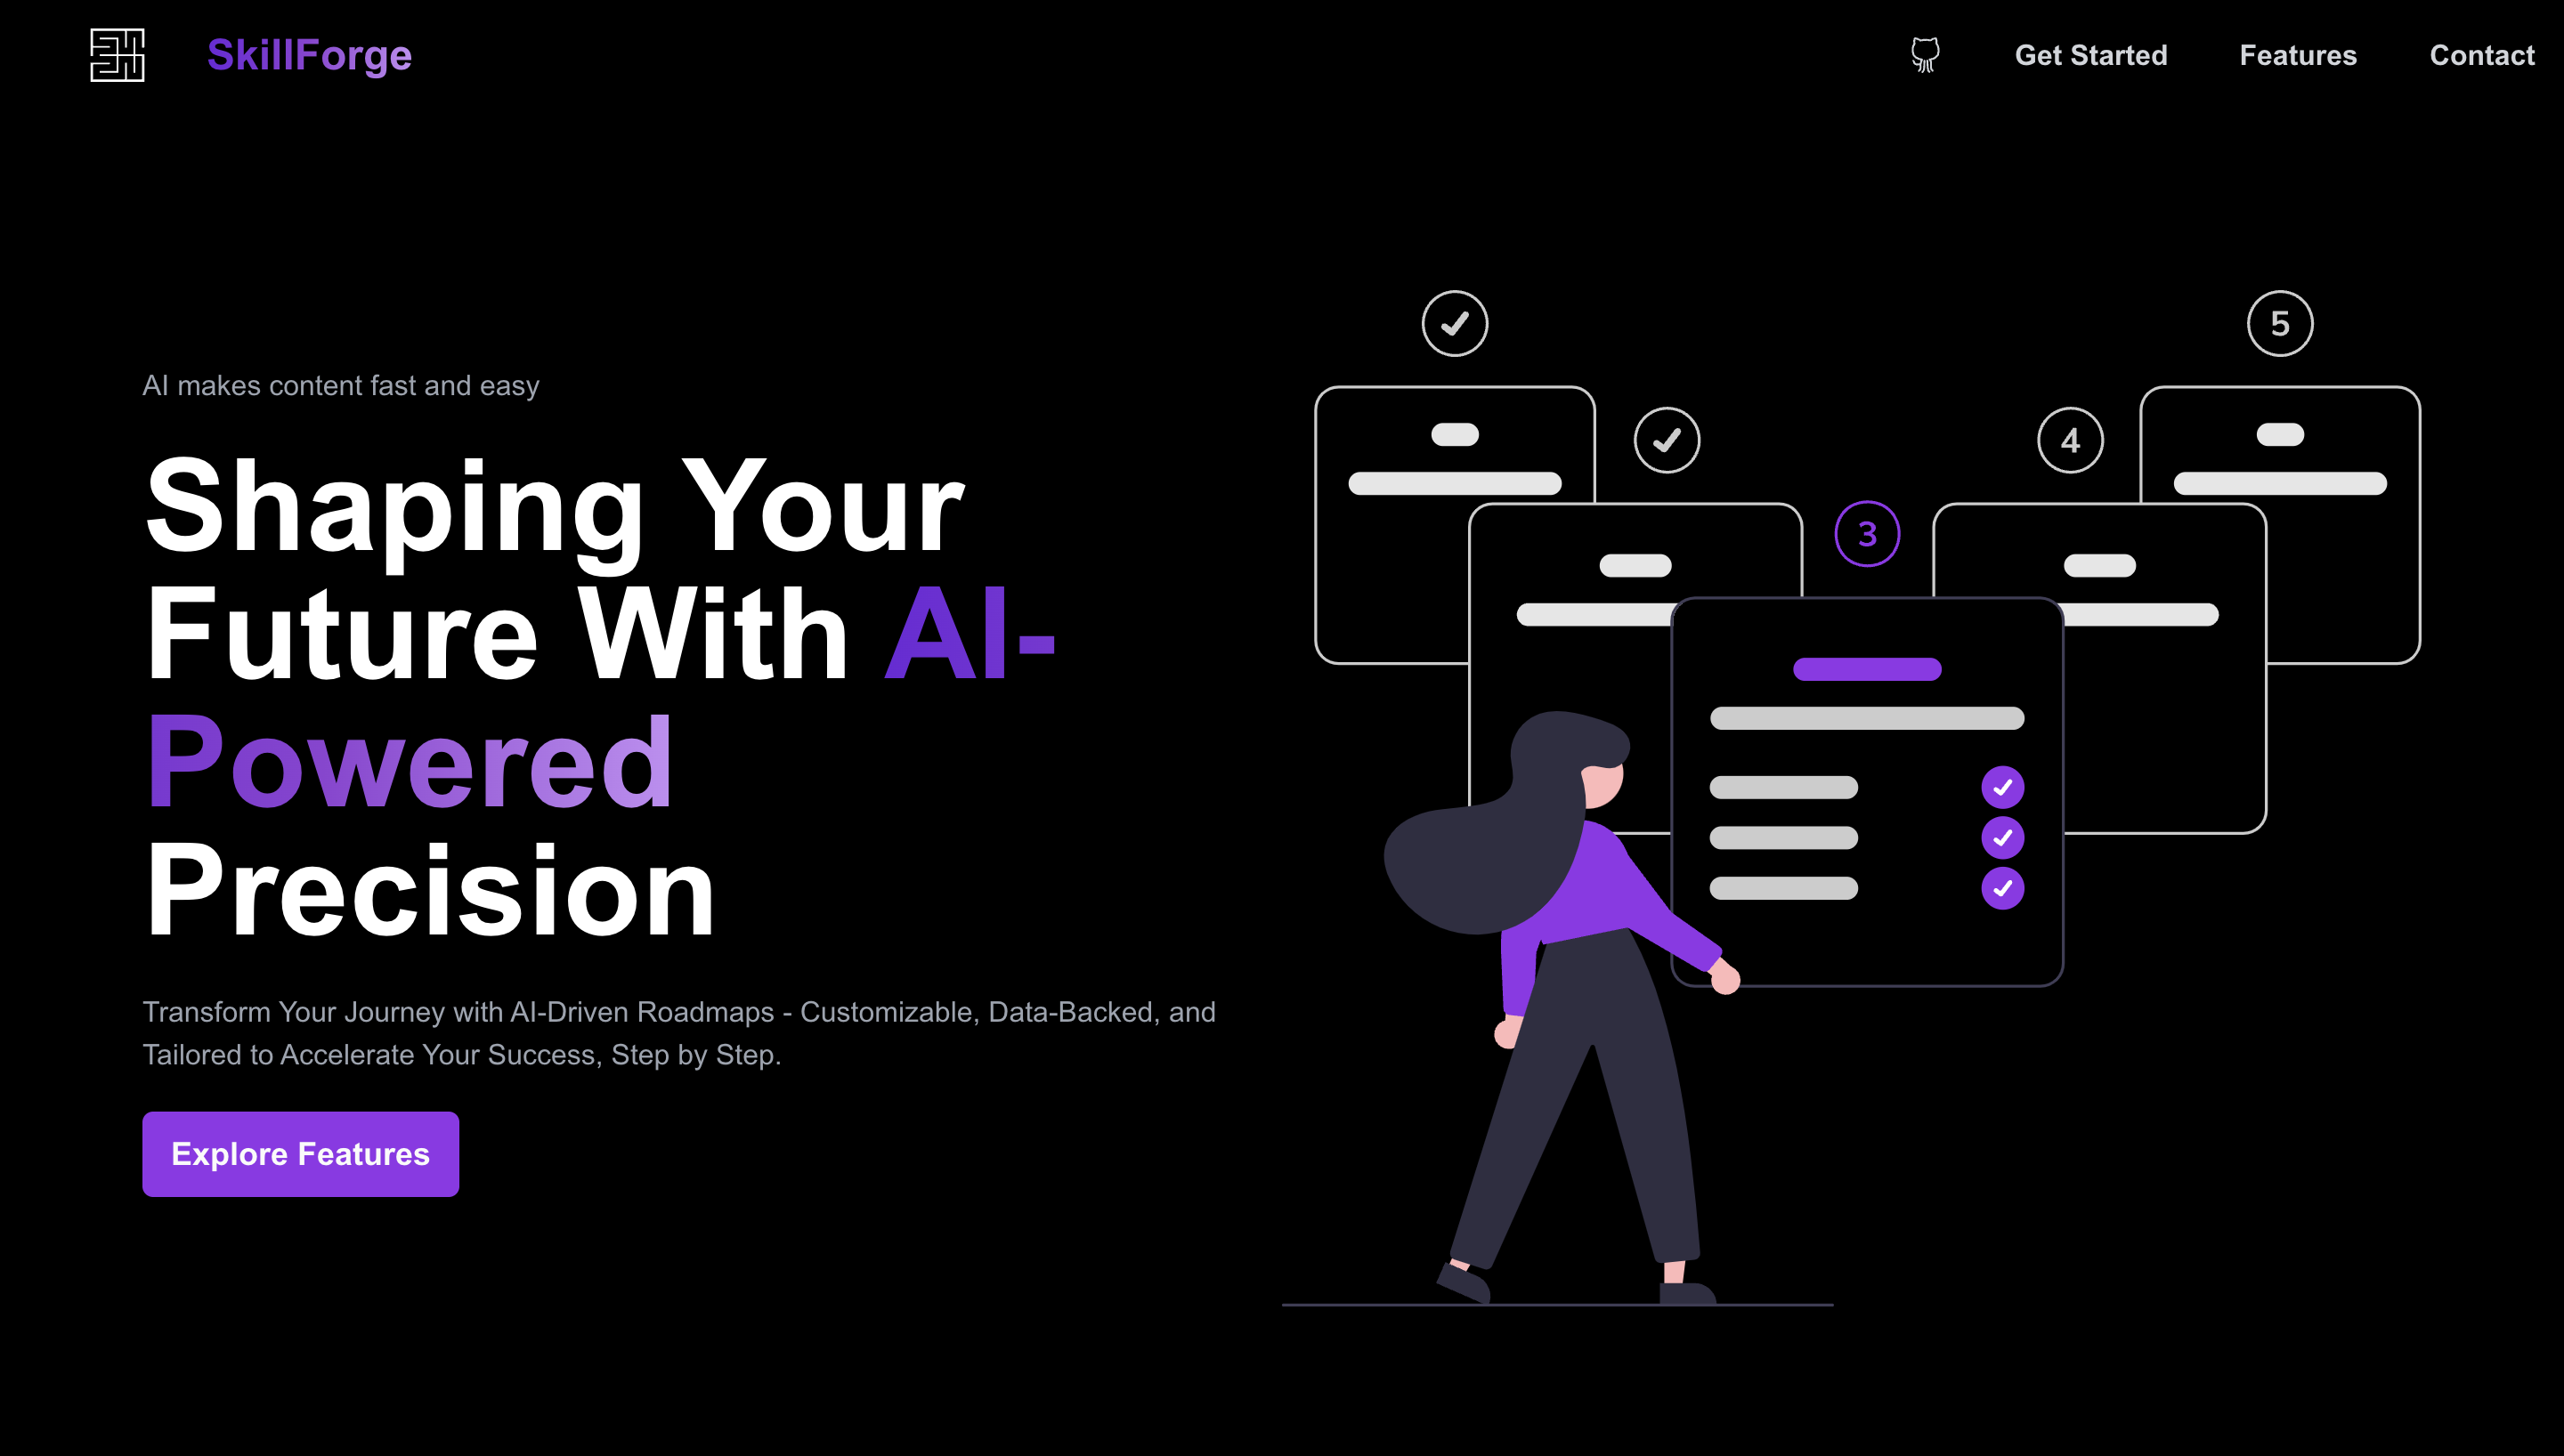 SkillForge
Get Started
Features
Contact
AI makes content fast and easy
Shaping Your
Future With AI-
Powered
Precision
Transform Your Journey with AI-Driven Roadmaps - Customizable, Data-Backed, and
Tailored to Accelerate Your Success, Step by Step.
Explore Features
5
4
3